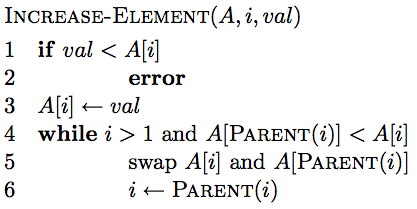 INCREASE-ELEMENT(A, i, val)
1 if val < A[i]
2 error
3 A[i] ← val
4 while i > 1 and A[PARENT(i)] < A[i]
5 swap A[i] and A[PARENT(i)]
6 i ← PARENT(i)